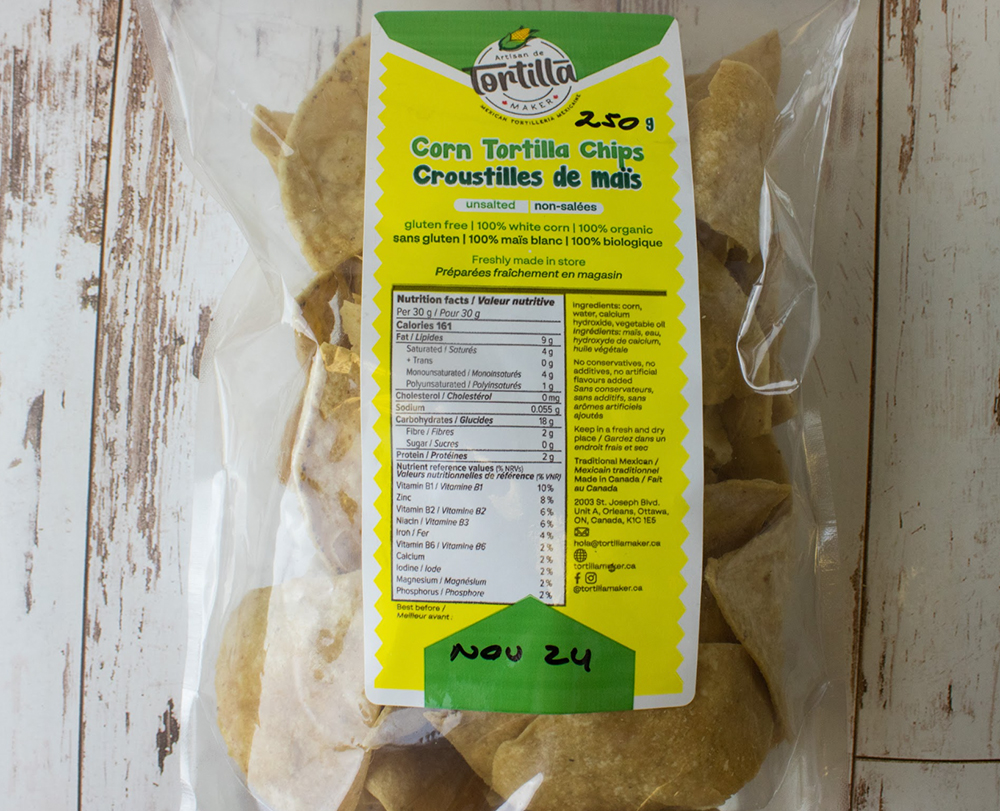 Artisan de
Tortilla
MAKER
MEXICAN TORTILLERIA MEXICAINE
250 g
Corn Tortilla Chips
Croustilles de maïs
unsalted non-salées
gluten free | 100% white corn | 100% organic
sans gluten | 100% maïs blanc | 100% biologique
Freshly made in store
Préparées fraîchement en magasin
Nutrition facts / Valeur nutritive
Per 30 g / Pour 30 g
Calories 161
Fat / Lipides 9 g
Saturated / Saturés 4 g
+ Trans 0 g
Monounsaturated / Monoinsaturés 4 g
Polyunsaturated / Polyinsaturés 1 g
Cholesterol / Cholestérol 0 mg
Sodium 0.055 g
Carbohydrates / Glucides 18 g
Fibre / Fibres 2 g
Sugar / Sucres 0 g
Protein / Protéines 2 g
Nutrient reference values (% NRVs)
Valeurs nutritionnelles de référence (% VNR)
Vitamin B1 / Vitamine B1 10%
Zinc 8%
Vitamin B2 / Vitamine B2 6%
Niacin / Vitamine B3 6%
Iron / Fer 4%
Vitamin B6 / Vitamine B6 2%
Calcium 2%
Iodine / Iode 2%
Magnesium / Magnésium 2%
Phosphorus / Phosphore 2%
Ingredients: corn,
water, calcium
hydroxide, vegetable oil
Ingrédients: maïs, eau,
hydroxyde de calcium,
huile végétale
No conservatives, no
additives, no artificial
flavours added
Sans conservateurs,
sans additifs, sans
arômes artificiels
ajoutés
Keep in a fresh and dry
place / Gardez dans un
endroit frais et sec
Traditional Mexican /
Mexicain traditionnel
Made in Canada / Fait
au Canada
2003 St. Joseph Blvd.
Unit A, Orleans, Ottawa,
ON, Canada, K1C 1E5
hola@tortillamaker.ca
tortillamaker.ca
@tortillamaker.ca
Best before /
Meilleur avant :
NOV 24